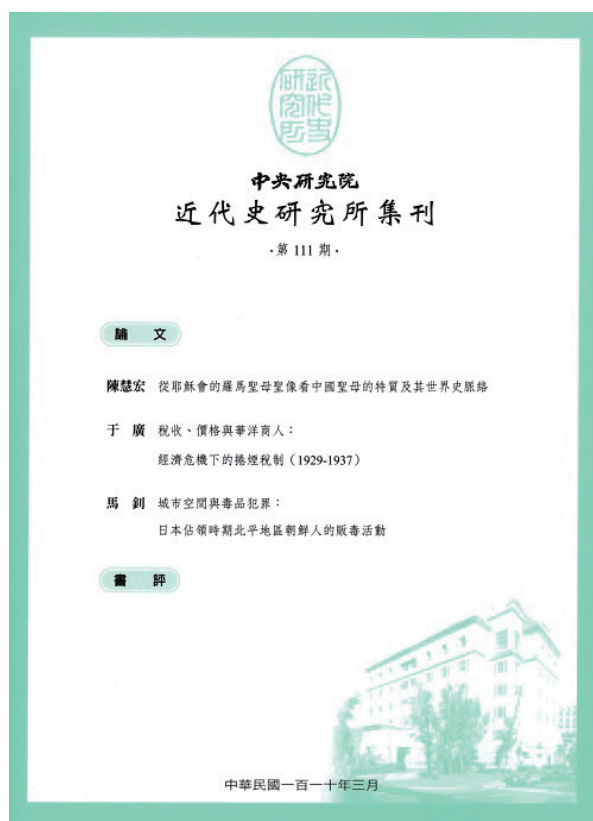 近代史
研究所
中央研究院
近代史研究所集刊
·第 111 期·
論 文
陳慧宏 從耶穌會的羅馬聖母聖像看中國聖母的特質及其世界史脈絡
于 廣 稅收、價格與華洋商人：
經濟危機下的捲煙稅制（1929-1937）
馬 釗 城市空間與毒品犯罪：
日本佔領時期北平地區朝鮮人的販毒活動
書 評
中華民國一百一十年三月